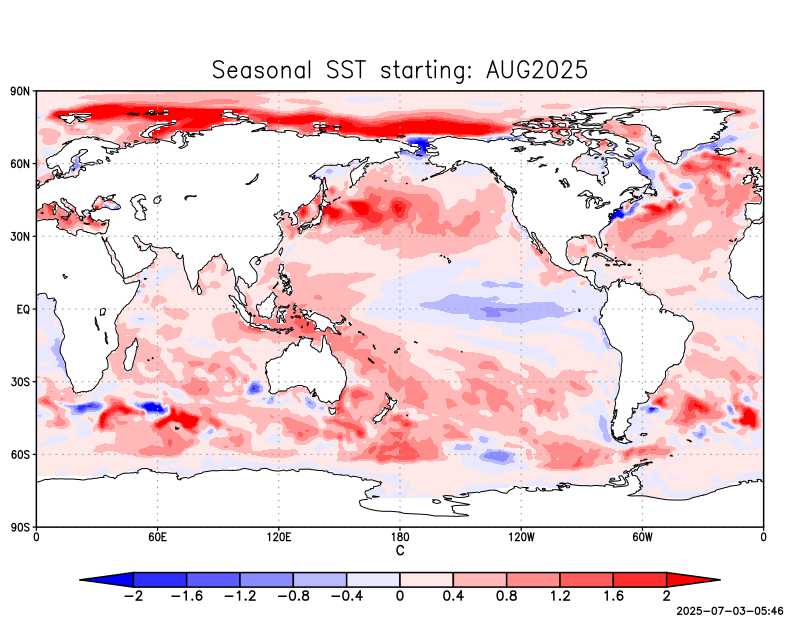 Seasonal SST starting: AUG2025
90N
60N
30N
EQ
30S
60S
90S
0 60E 120E 180 120W 60W 0
C
-2 -1.6 -1.2 -0.8 -0.4 0 0.4 0.8 1.2 1.6 2
2025-07-03-05:46